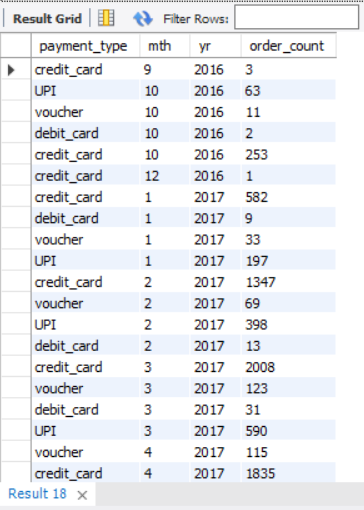 Result Grid Filter Rows:
payment_type mth yr order_count
credit_card 9 2016 3
UPI 10 2016 63
voucher 10 2016 11
debit_card 10 2016 2
credit_card 10 2016 253
credit_card 12 2016 1
credit_card 1 2017 582
debit_card 1 2017 9
voucher 1 2017 33
UPI 1 2017 197
credit_card 2 2017 1347
voucher 2 2017 69
UPI 2 2017 398
debit_card 2 2017 13
credit_card 3 2017 2008
voucher 3 2017 123
debit_card 3 2017 31
UPI 3 2017 590
voucher 4 2017 115
credit_card 4 2017 1835
Result 18